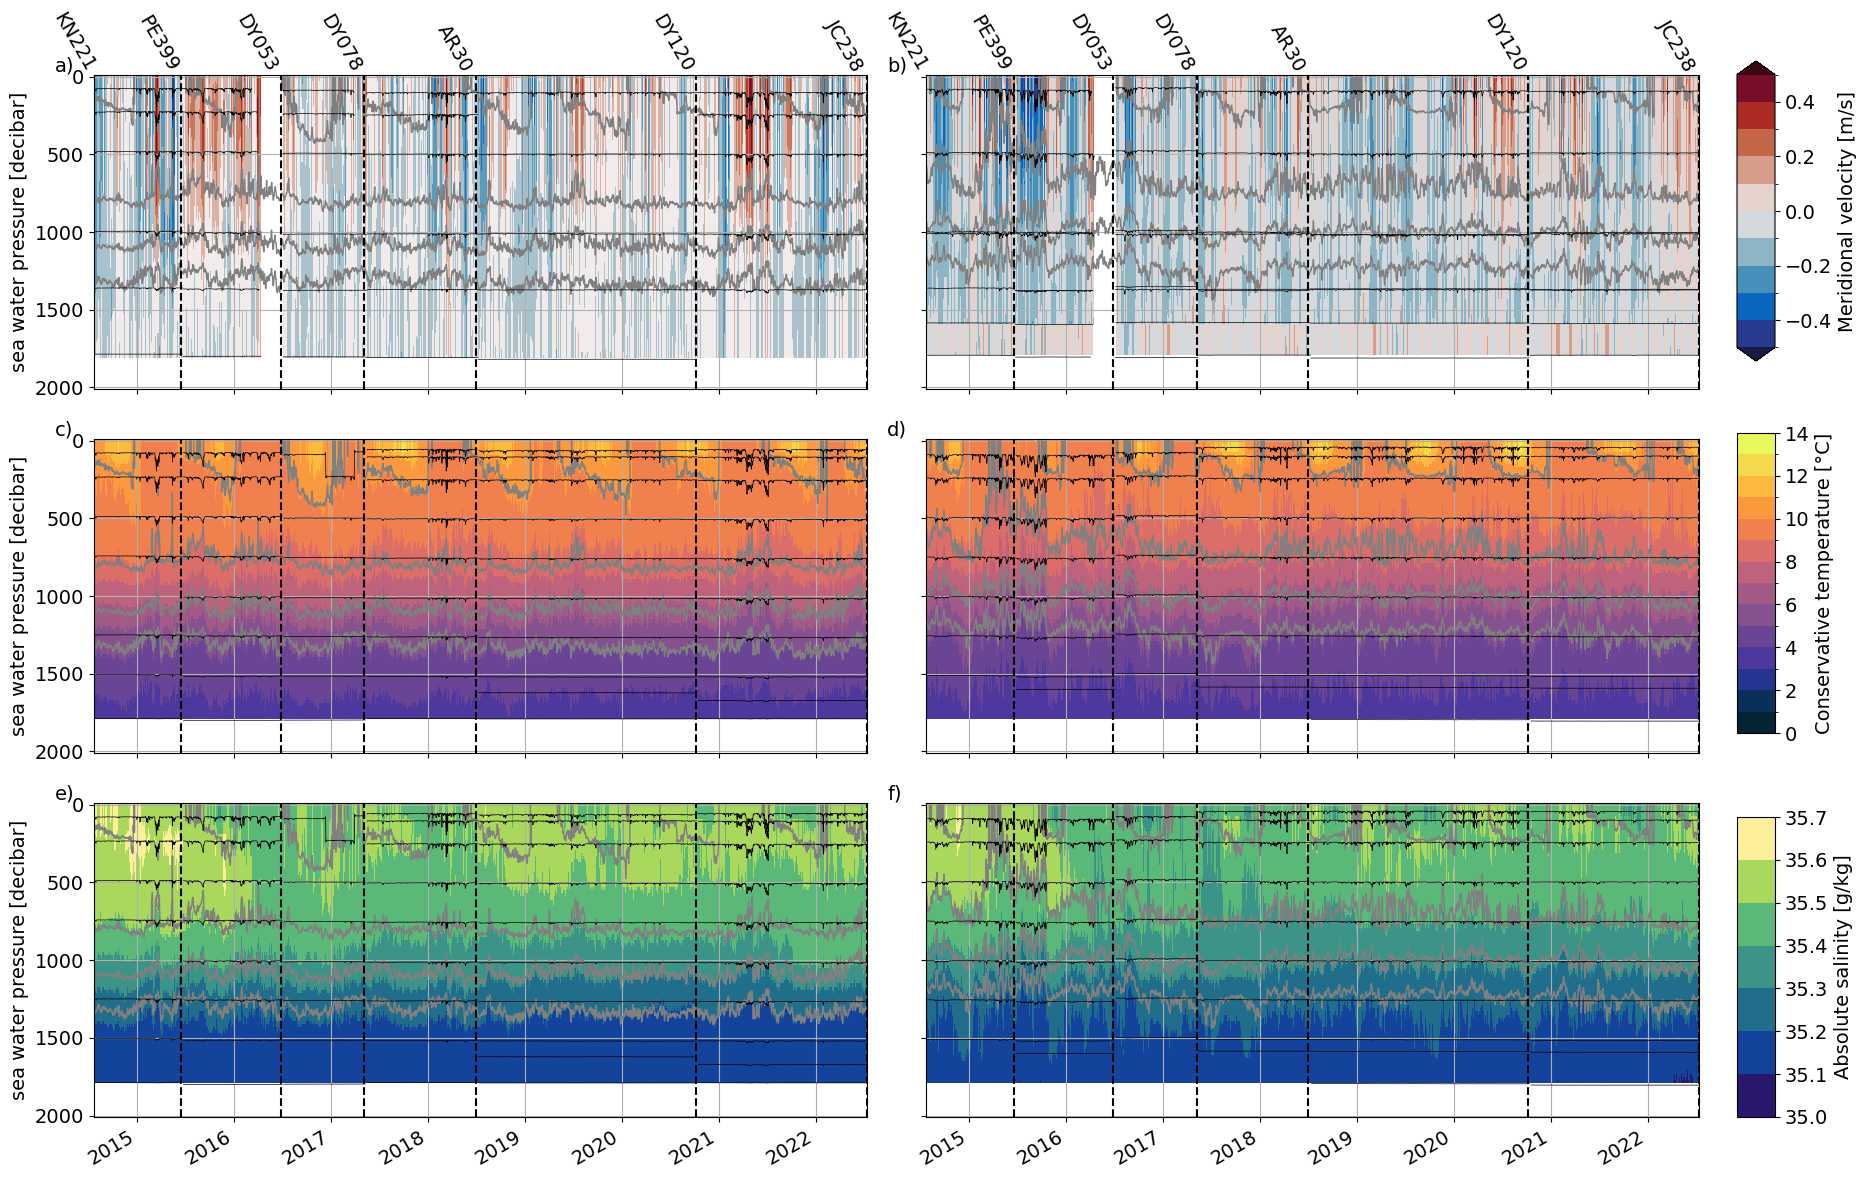 KN221 PE399 DY053 DY078 AR30 DY120 JC238
KN221 PE399 DY053 DY078 AR30 DY120 JC238
a)
0
500
1000
1500
2000
sea water pressure [decibar]
b)
0.4
0.2
0.0
−0.2
−0.4
Meridional velocity [m/s]
c)
0
500
1000
1500
2000
sea water pressure [decibar]
d)
14
12
10
8
6
4
2
0
Conservative temperature [°C]
e)
0
500
1000
1500
2000
sea water pressure [decibar]
2015 2016 2017 2018 2019 2020 2021 2022
f)
2015 2016 2017 2018 2019 2020 2021 2022
35.7
35.6
35.5
35.4
35.3
35.2
35.1
35.0
Absolute salinity [g/kg]